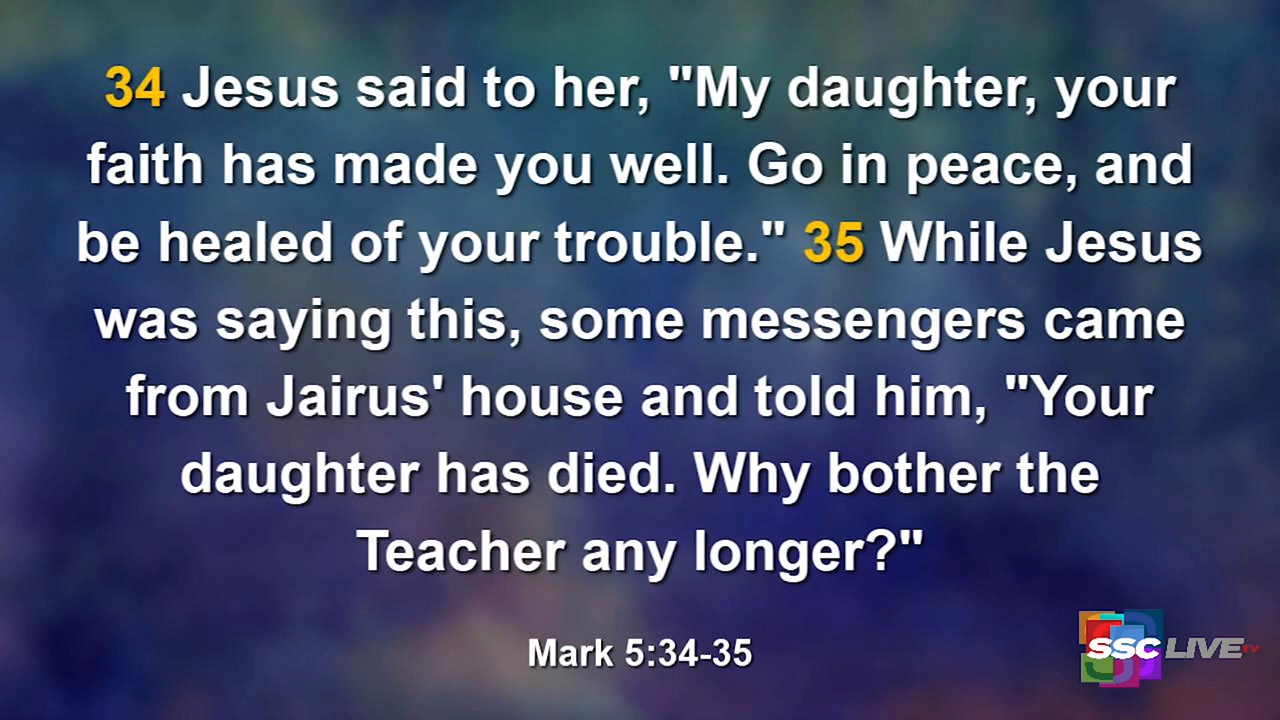 34 Jesus said to her, "My daughter, your
faith has made you well. Go in peace, and
be healed of your trouble." 35 While Jesus
was saying this, some messengers came
from Jairus' house and told him, "Your
daughter has died. Why bother the
Teacher any longer?"
Mark 5:34-35
SSC LIVE TV